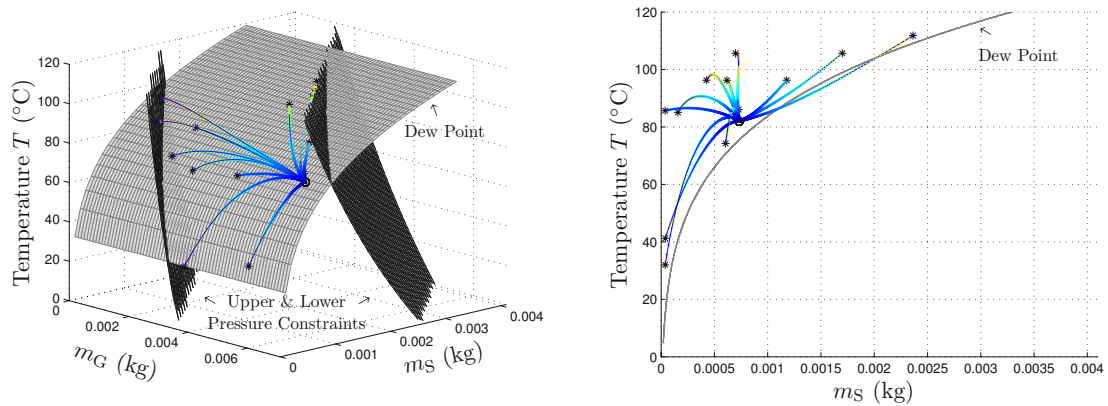 120
100
80
60
40
20
0
Temperature T (°C)
0
0.002
0.004
0.006
m_G (kg)
0
0.001
0.002
0.003
0.004
m_S (kg)
Dew Point
Upper & Lower
Pressure Constraints
120
100
80
60
40
20
0
Temperature T (°C)
Dew Point
0 0.0005 0.001 0.0015 0.002 0.0025 0.003 0.0035 0.004
m_S (kg)